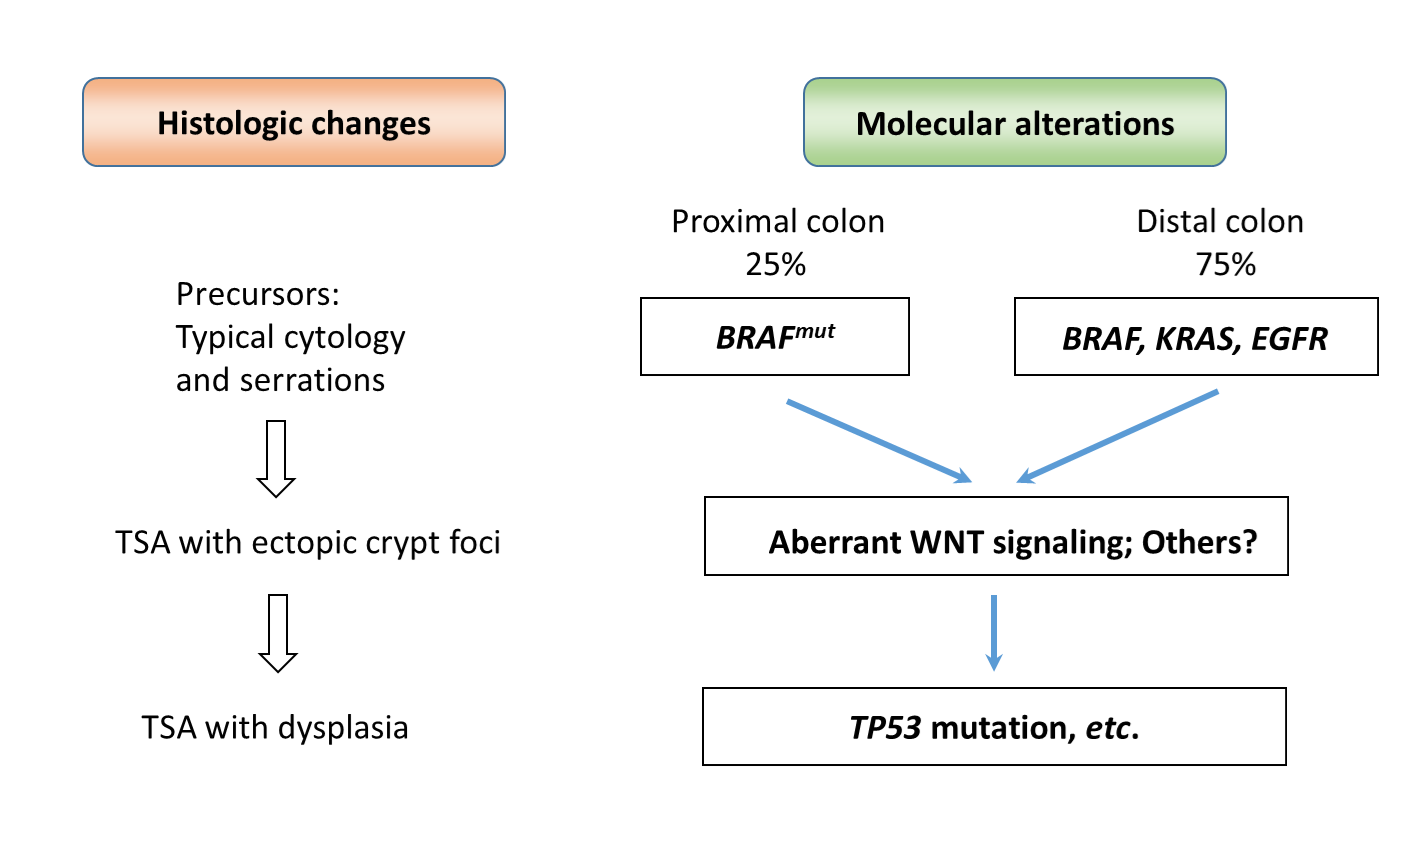 Histologic changes
Molecular alterations
Proximal colon
25%
Distal colon
75%
Precursors:
Typical cytology
and serrations
BRAFmut
BRAF, KRAS, EGFR
TSA with ectopic crypt foci
Aberrant WNT signaling; Others?
TSA with dysplasia
TP53 mutation, etc.